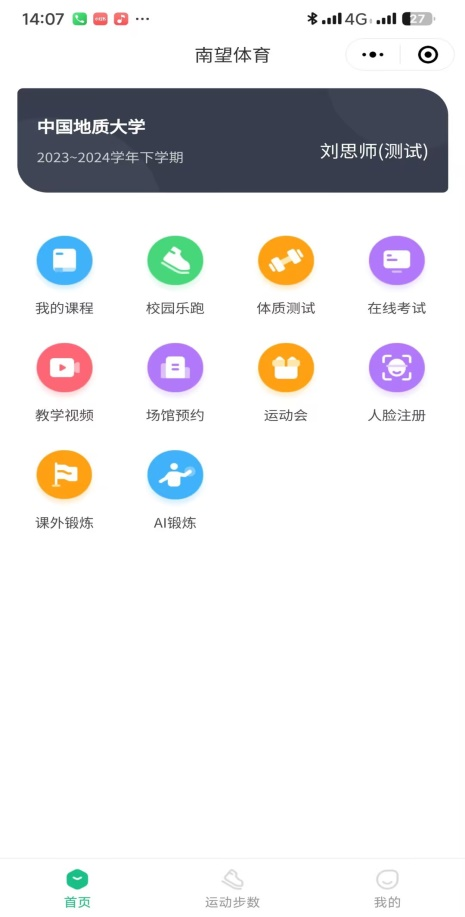 14:07 ··· 4G 27
南望体育
中国地质大学
2023~2024学年下学期
刘思师(测试)
我的课程 校园乐跑 体质测试 在线考试
教学视频 场馆预约 运动会 人脸注册
课外锻炼 AI锻炼
首页 运动步数 我的